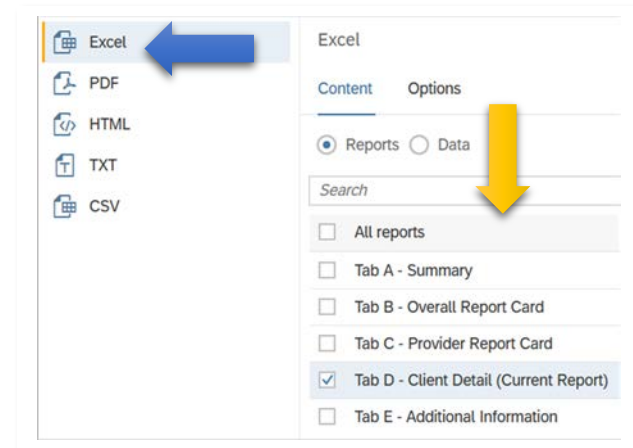 Excel
PDF
HTML
TXT
CSV
Excel
Content Options
Reports Data
Search
All reports
Tab A - Summary
Tab B - Overall Report Card
Tab C - Provider Report Card
Tab D - Client Detail (Current Report)
Tab E - Additional Information